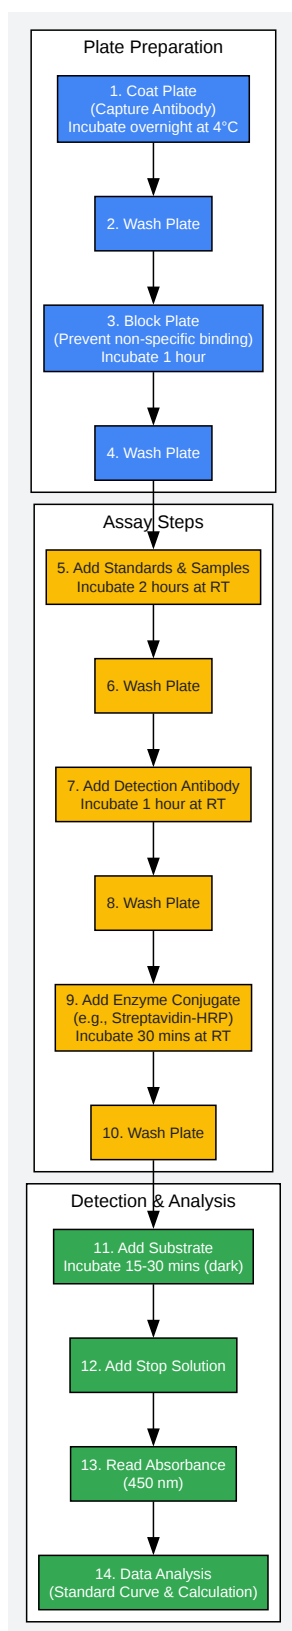 Plate Preparation
1. Coat Plate
(Capture Antibody)
Incubate overnight at 4°C
2. Wash Plate
3. Block Plate
(Prevent non-specific binding)
Incubate 1 hour
4. Wash Plate
Assay Steps
5. Add Standards & Samples
Incubate 2 hours at RT
6. Wash Plate
7. Add Detection Antibody
Incubate 1 hour at RT
8. Wash Plate
9. Add Enzyme Conjugate
(e.g., Streptavidin-HRP)
Incubate 30 mins at RT
10. Wash Plate
Detection & Analysis
11. Add Substrate
Incubate 15-30 mins (dark)
12. Add Stop Solution
13. Read Absorbance
(450 nm)
14. Data Analysis
(Standard Curve & Calculation)